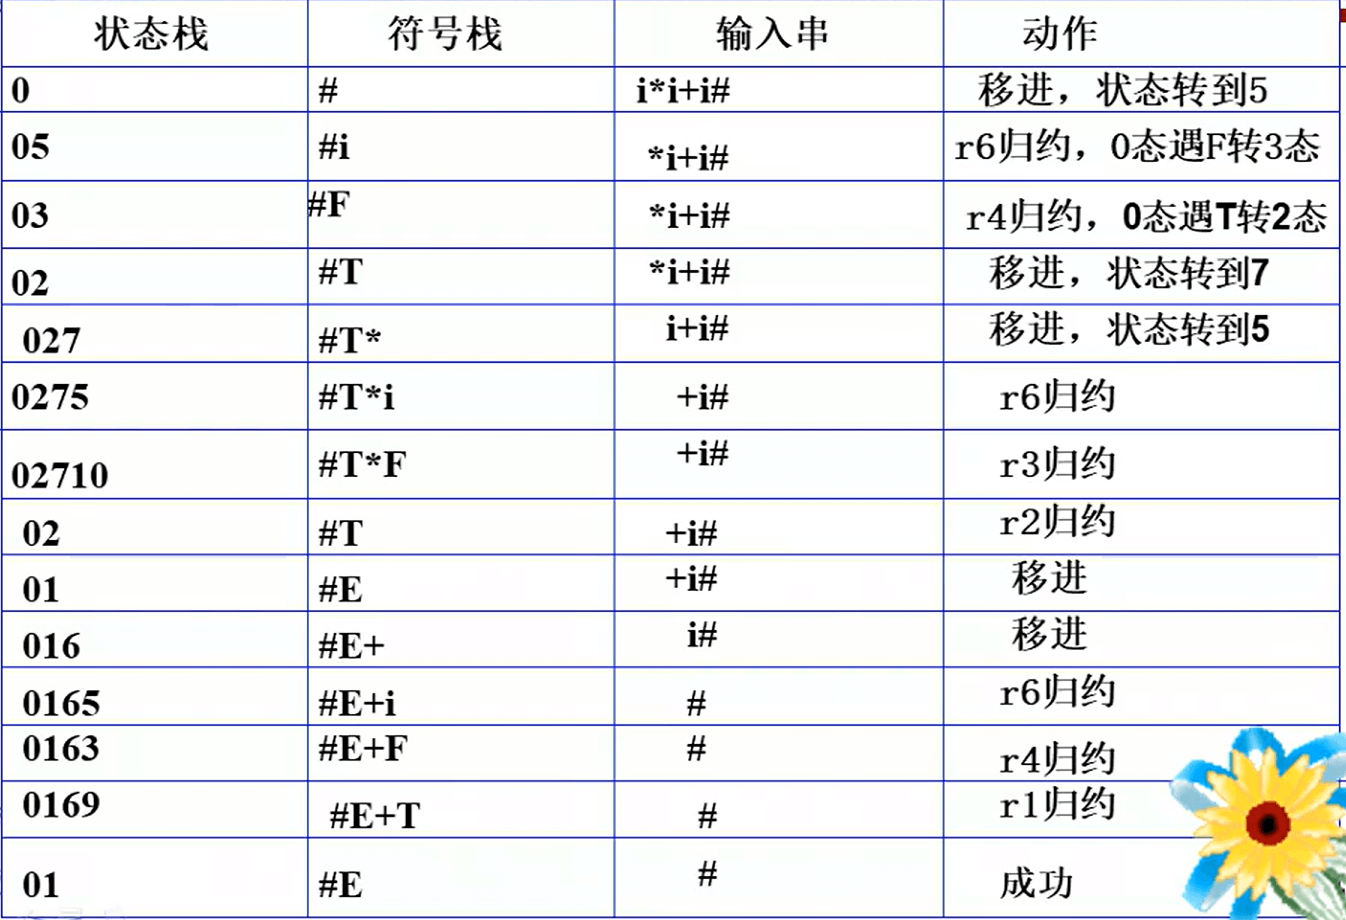 状态栈 符号栈 输入串 动作
0 # i*i+i# 移进，状态转到5
05 #i *i+i# r6归约，0态遇F转3态
03 #F *i+i# r4归约，0态遇T转2态
02 #T *i+i# 移进，状态转到7
027 #T* i+i# 移进，状态转到5
0275 #T*i +i# r6归约
02710 #T*F +i# r3归约
02 #T +i# r2归约
01 #E +i# 移进
016 #E+ i# 移进
0165 #E+i # r6归约
0163 #E+F # r4归约
0169 #E+T # r1归约
01 #E # 成功